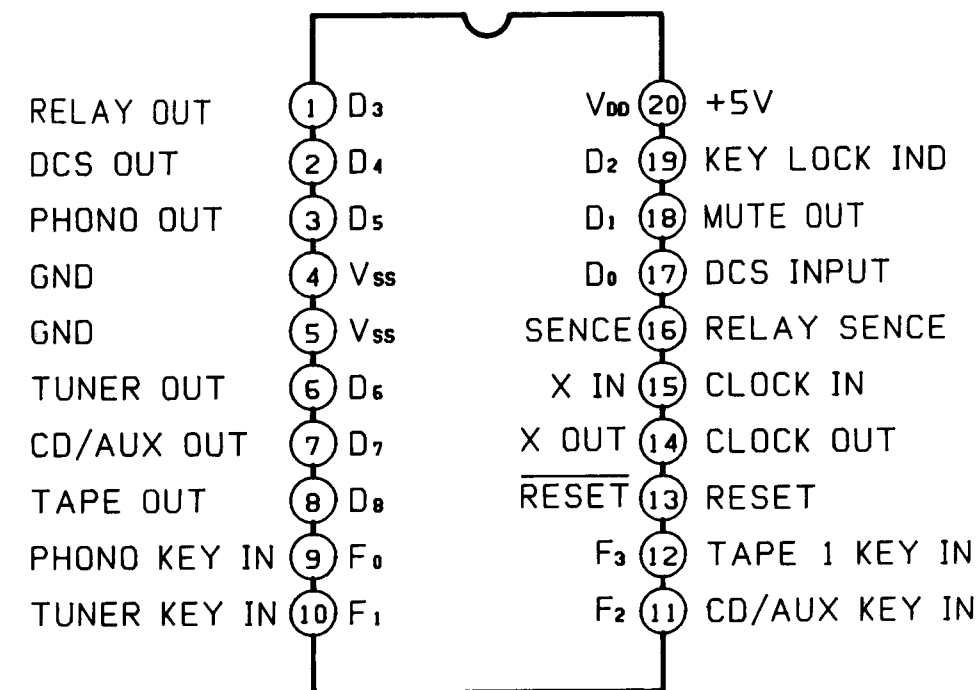 RELAY OUT 1 D3 VDD 20 +5V
DCS OUT 2 D4 D2 19 KEY LOCK IND
PHONO OUT 3 D5 D1 18 MUTE OUT
GND 4 Vss D0 17 DCS INPUT
GND 5 Vss SENCE 16 RELAY SENCE
TUNER OUT 6 D6 X IN 15 CLOCK IN
CD/AUX OUT 7 D7 X OUT 14 CLOCK OUT
TAPE OUT 8 D8 RESET 13 RESET
PHONO KEY IN 9 F0 F3 12 TAPE 1 KEY IN
TUNER KEY IN 10 F1 F2 11 CD/AUX KEY IN